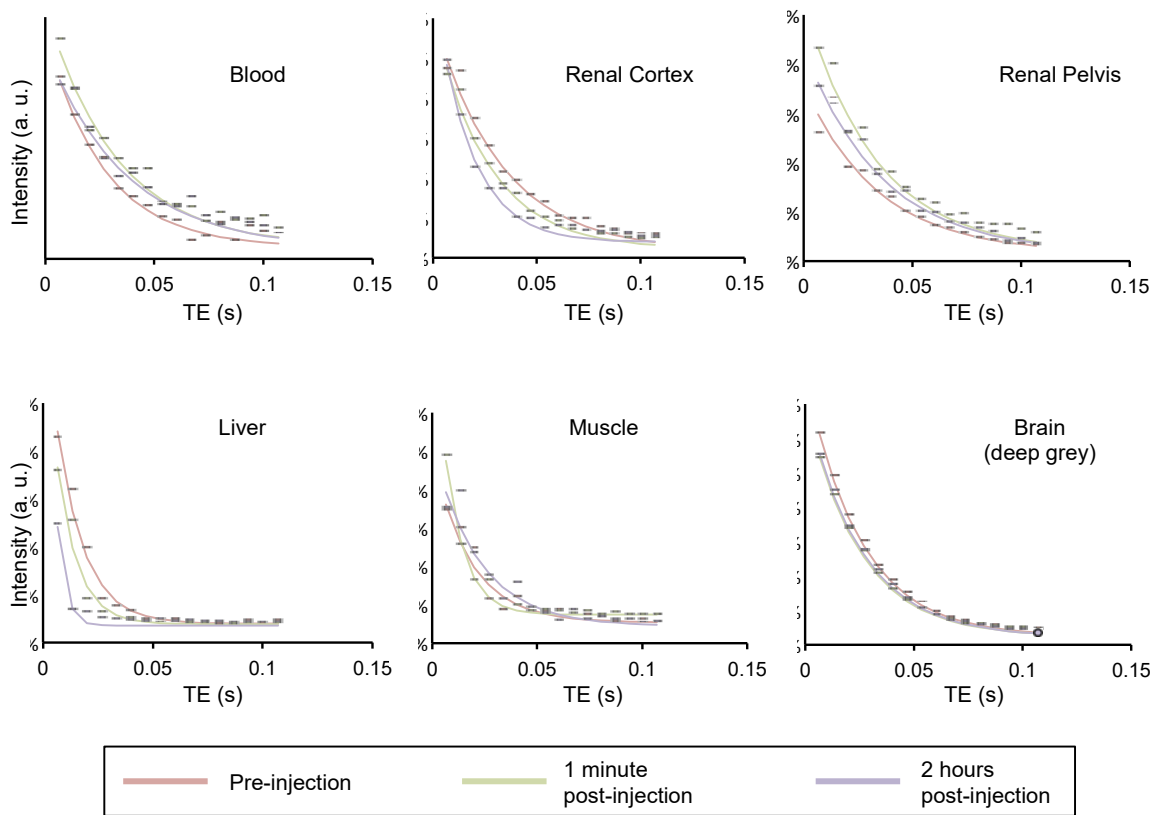 Blood
Renal Cortex
Renal Pelvis
Intensity (a. u.)
%
%
%
%
%
%
%
%
0 0.05 0.1 0.15
TE (s)
0 0.05 0.1 0.15
TE (s)
0 0.05 0.1 0.15
TE (s)
Liver
Muscle
Brain
(deep grey)
Intensity (a. u.)
%
%
%
%
%
%
%
%
%
%
%
0 0.05 0.1 0.15
TE (s)
0 0.05 0.1 0.15
TE (s)
0 0.05 0.1 0.15
TE (s)
Pre-injection
1 minute
post-injection
2 hours
post-injection